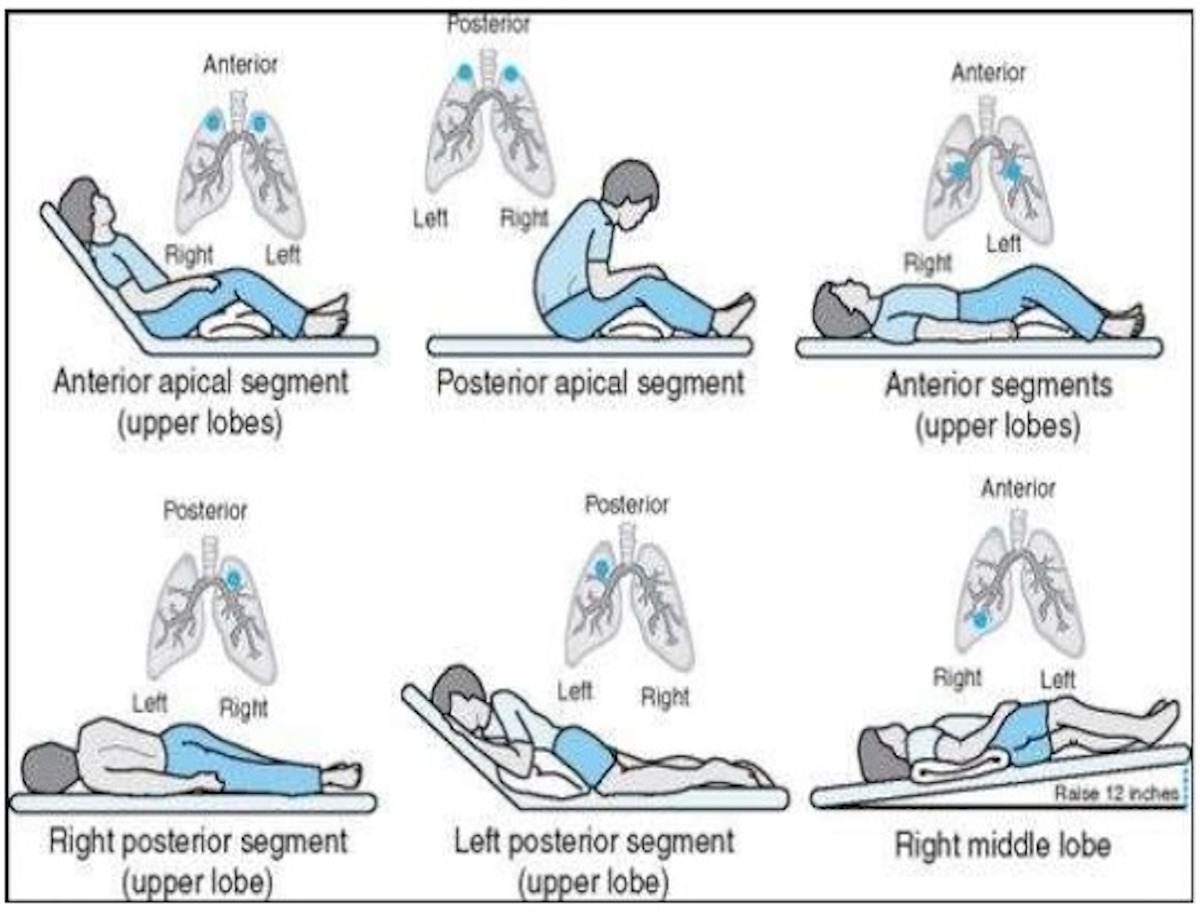 Anterior
Right
Left
Anterior apical segment
(upper lobes)
Posterior
Left
Right
Posterior apical segment
Anterior
Right
Left
Anterior segments
(upper lobes)
Posterior
Left
Right
Right posterior segment
(upper lobe)
Posterior
Left
Right
Left posterior segment
(upper lobe)
Anterior
Right
Left
Raise 12 inches
Right middle lobe